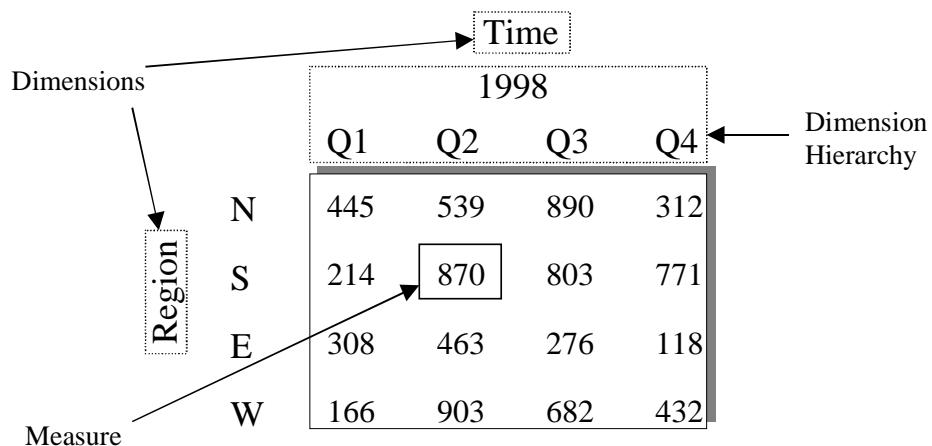 Time
Dimensions
1998
Q1 Q2 Q3 Q4
Dimension
Hierarchy
N 445 539 890 312
Region
S 214 870 803 771
E 308 463 276 118
W 166 903 682 432
Measure